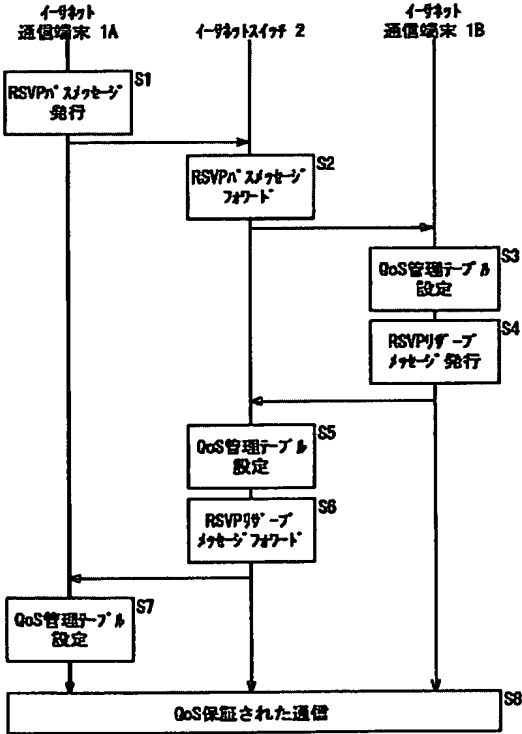 イーサネット
通信端末 1A
イーサネットスイッチ 2
イーサネット
通信端末 1B
S1
RSVPパスメッセージ
発行
S2
RSVPパスメッセージ
フォワード
S3
QoS管理テーブル
設定
S4
RSVPリザーブ
メッセージ発行
S5
QoS管理テーブル
設定
S6
RSVPリザーブ
メッセージフォワード
S7
QoS管理テーブル
設定
S8
QoS保証された通信